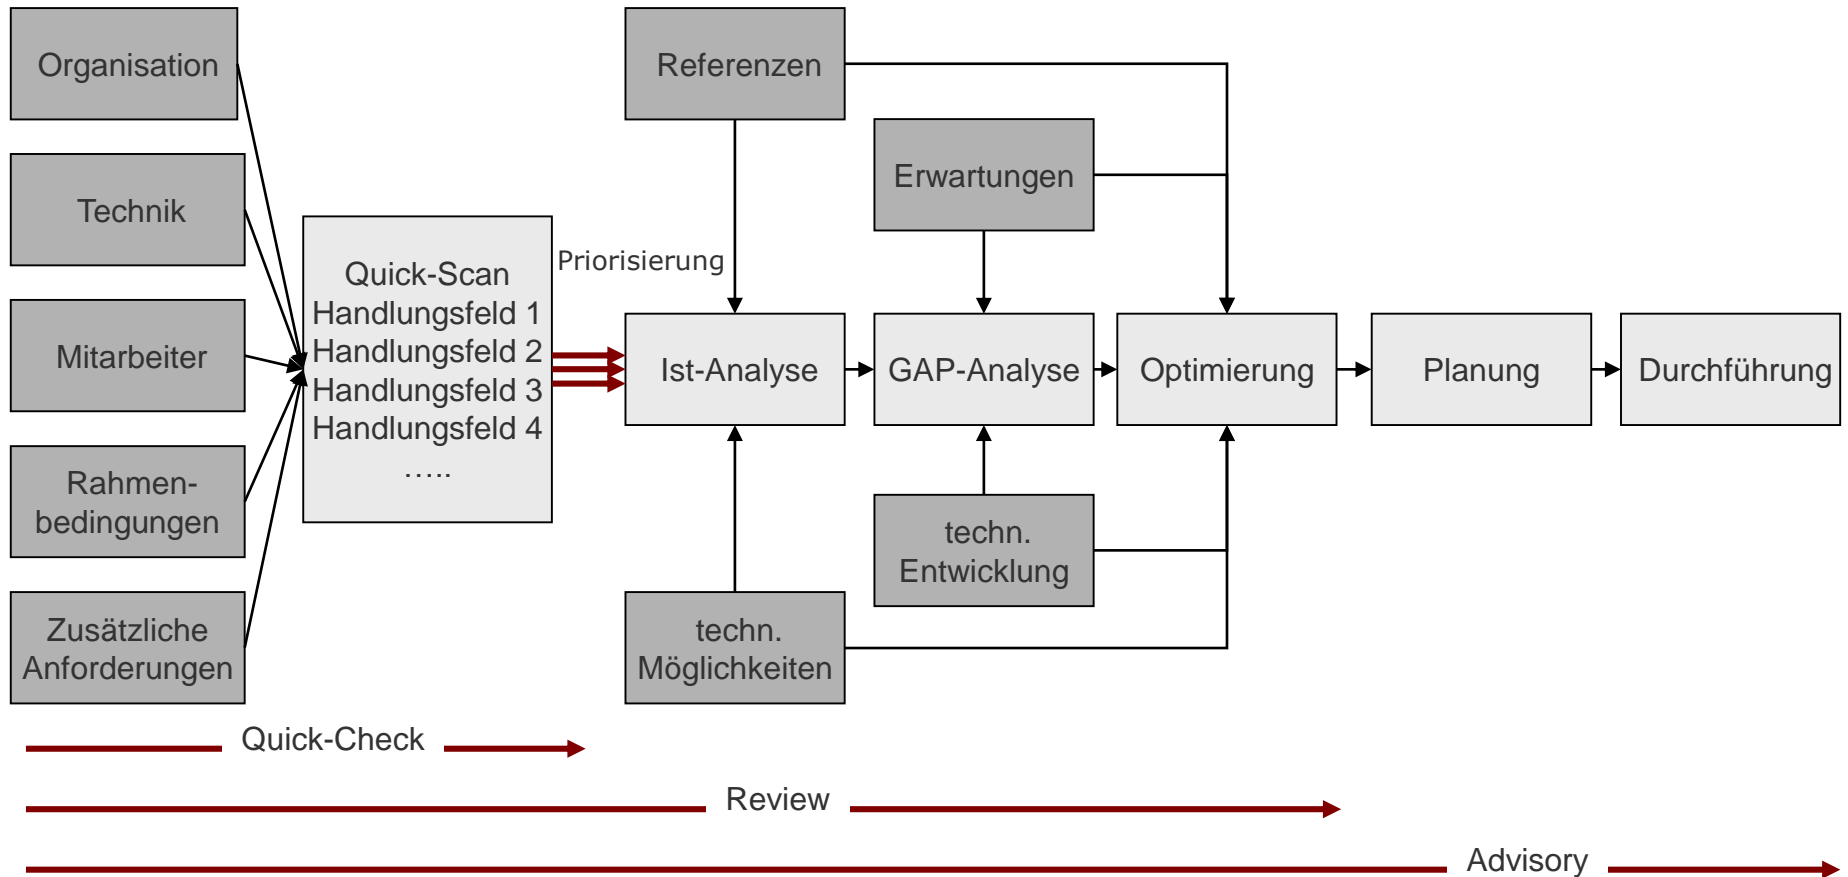 Organisation
Technik
Mitarbeiter
Rahmen-
bedingungen
Zusätzliche
Anforderungen
Quick-Scan
Handlungsfeld 1
Handlungsfeld 2
Handlungsfeld 3
Handlungsfeld 4
…..
Priorisierung
Referenzen
Erwartungen
Ist-Analyse
GAP-Analyse
Optimierung
Planung
Durchführung
techn.
Entwicklung
techn.
Möglichkeiten
Quick-Check
Review
Advisory